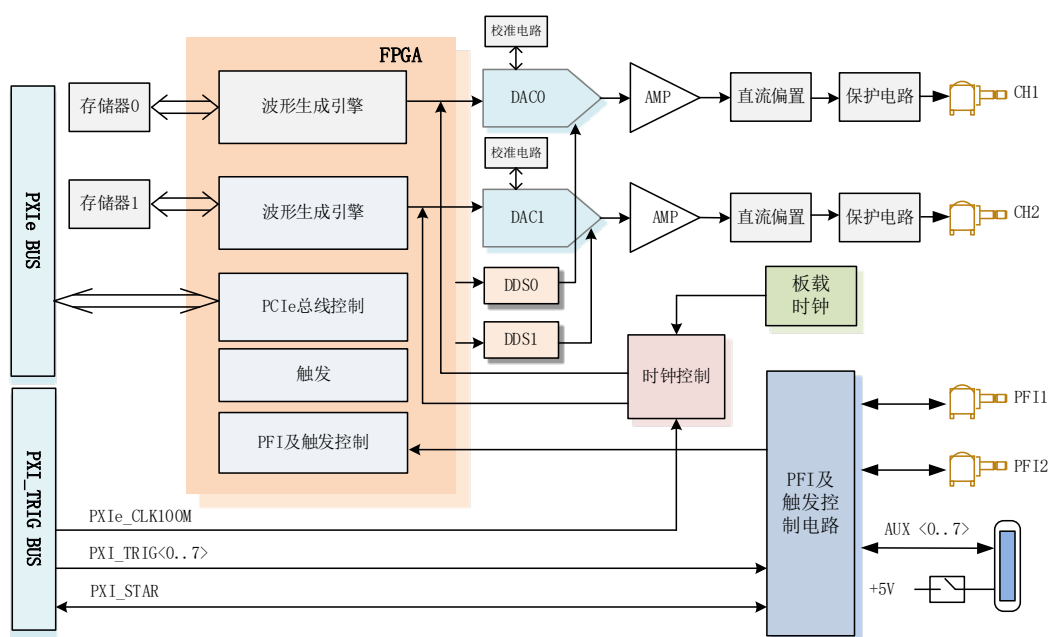 校准电路
FPGA
存储器0
波形生成引擎
DAC0
AMP
直流偏置
保护电路
CH1
校准电路
存储器1
波形生成引擎
DAC1
AMP
直流偏置
保护电路
CH2
PXIe BUS
PCIe总线控制
DDS0
板载
时钟
DDS1
触发
时钟控制
PFI1
PFI及触发控制
PFI2
PXI_TRIG BUS
PFI及
触发控
制电路
PXIe_CLK100M
AUX <0..7>
PXI_TRIG<0..7>
PXI_STAR
+5V